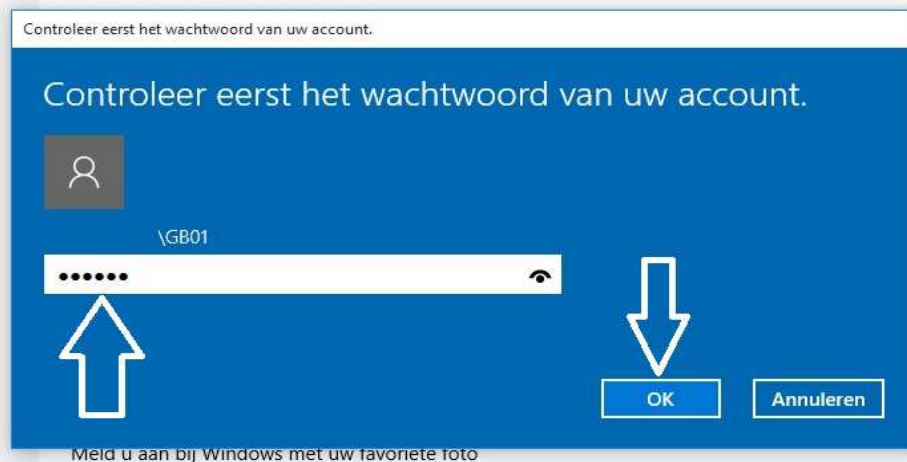 Controleer eerst het wachtwoord van uw account.
Controleer eerst het wachtwoord van uw account.
\GB01
••••••
OK
Annuleren
Meld u aan bij Windows met uw favoriete foto